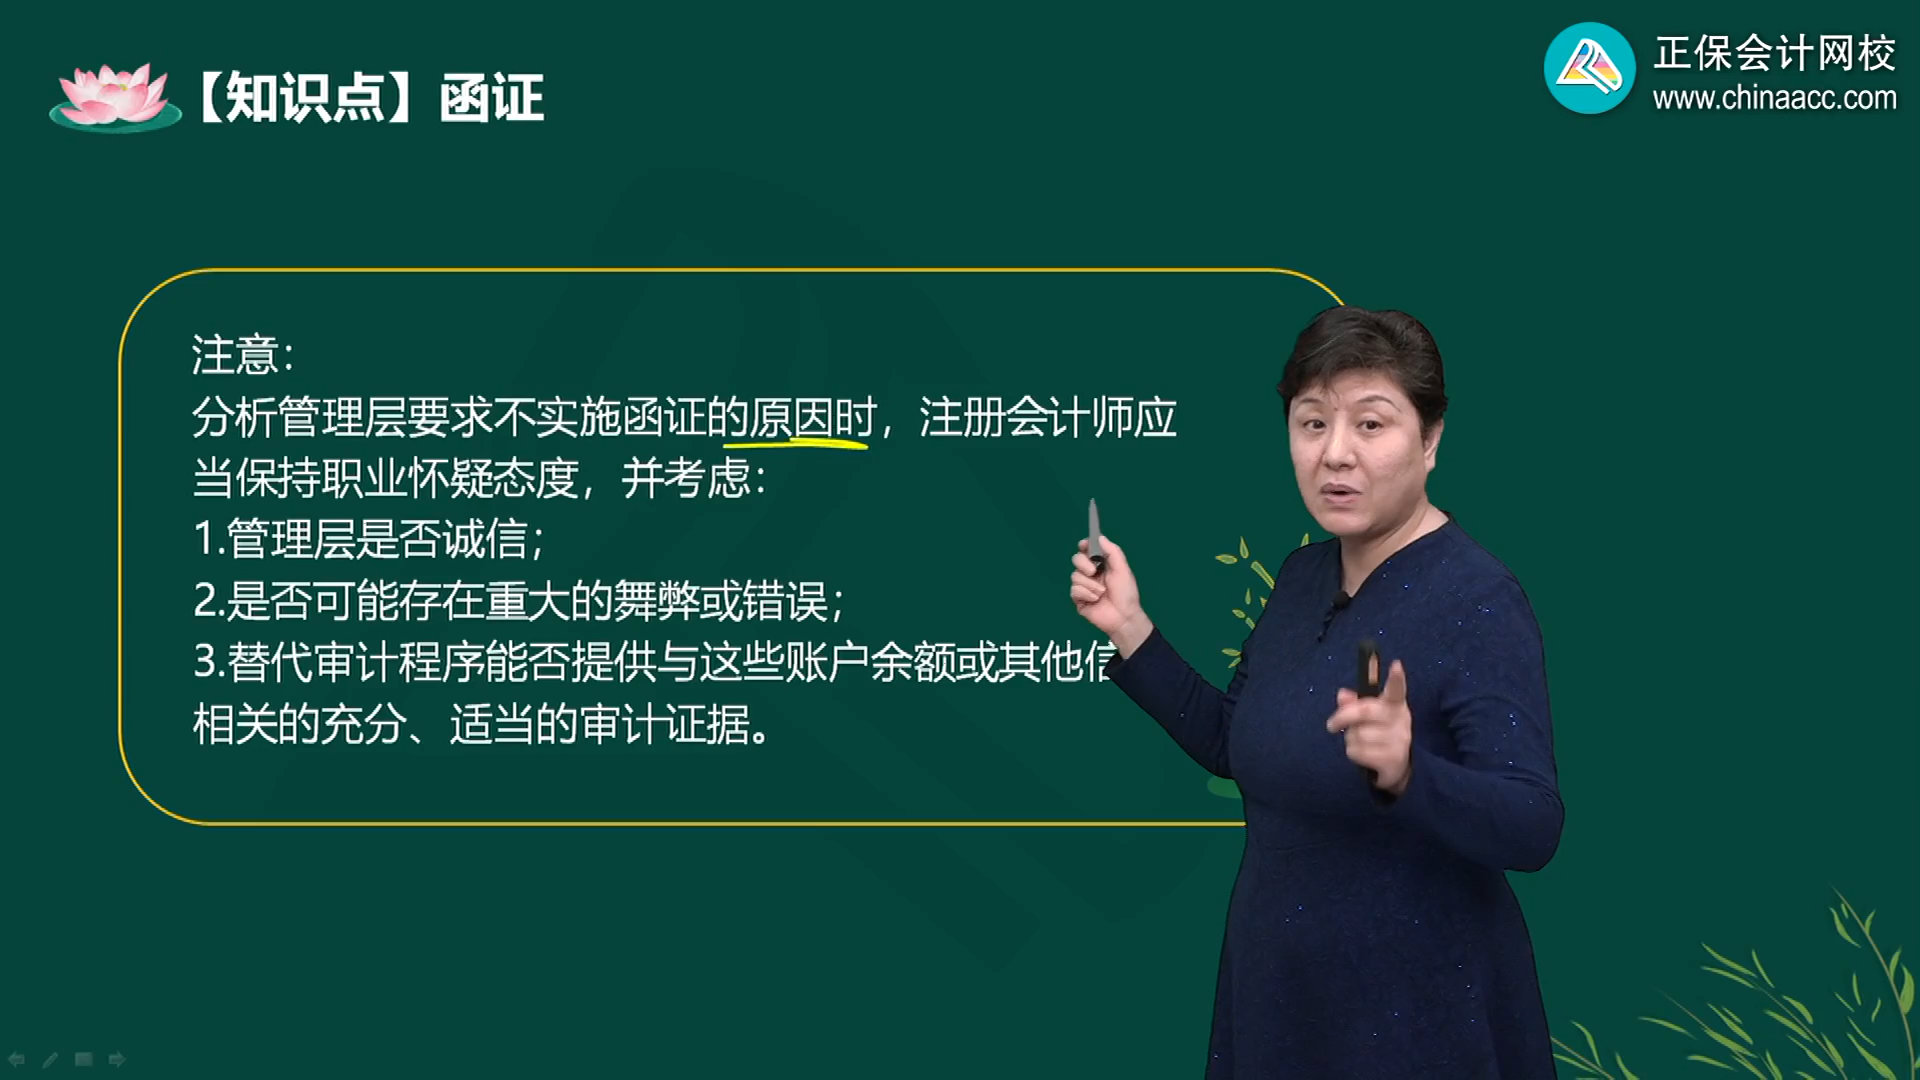 【知识点】函证
正保会计网校
www.chinaacc.com
注意：
分析管理层要求不实施函证的原因时，注册会计师应
当保持职业怀疑态度，并考虑：
1.管理层是否诚信；
2.是否可能存在重大的舞弊或错误；
3.替代审计程序能否提供与这些账户余额或其他信
相关的充分、适当的审计证据。